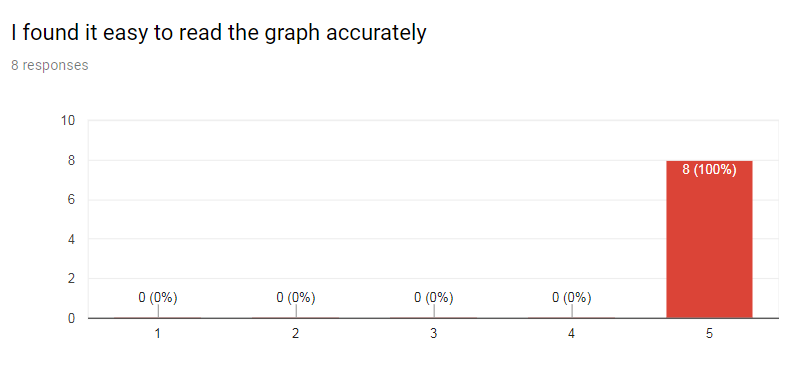 I found it easy to read the graph accurately
8 responses
10
8
8 (100%)
6
4
2
0 (0%) 0 (0%) 0 (0%) 0 (0%)
0
1 2 3 4 5